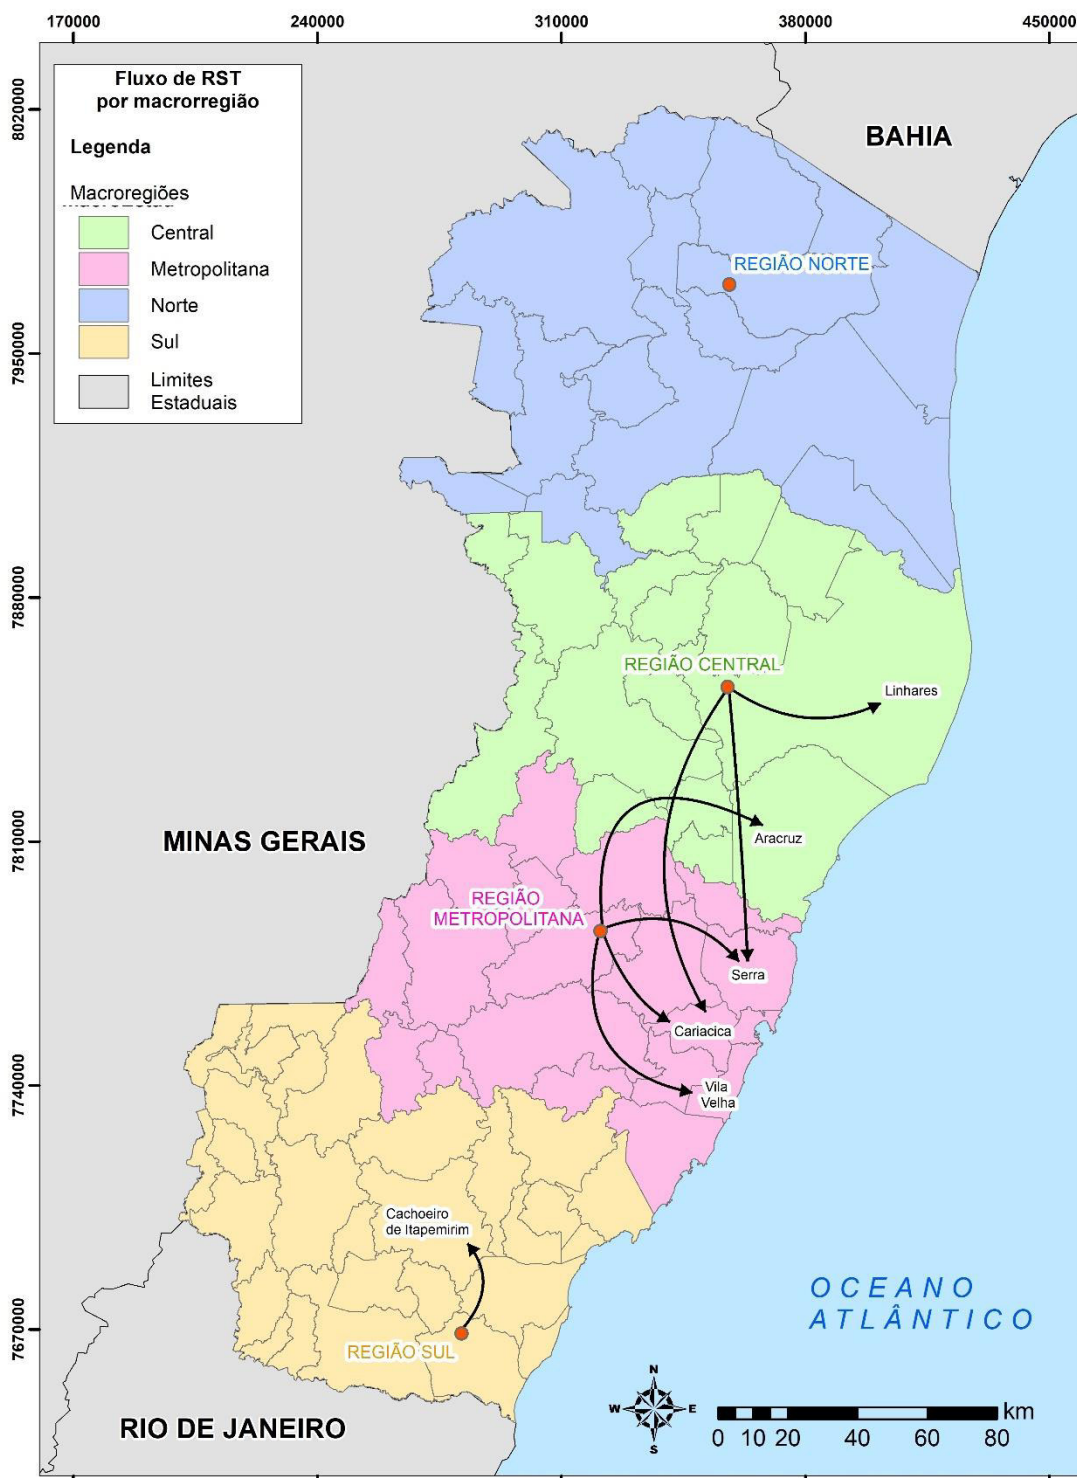 170000
240000
310000
380000
450000
8020000
7950000
7880000
7810000
7740000
7670000
Fluxo de RST
por macrorregião
Legenda
Macroregiões
Central
Metropolitana
Norte
Sul
Limites
Estaduais
BAHIA
REGIÃO NORTE
REGIÃO CENTRAL
Linhares
MINAS GERAIS
Aracruz
REGIÃO
METROPOLITANA
Serra
Cariacica
Vila
Velha
Cachoeiro
de Itapemirim
OCEANO
ATLÂNTICO
REGIÃO SUL
RIO DE JANEIRO
N
W
E
S
km
0 10 20 40 60 80